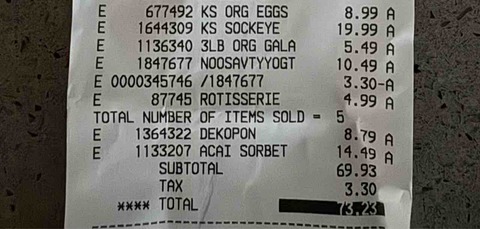 E 677492 KS ORG EGGS 8.99 A
E 1644309 KS SOCKEYE 19.99 A
E 1136340 3LB ORG GALA 5.49 A
E 1847677 NOOSAVTYYOGT 10.49 A
E 0000345746 /1847677 3.30-A
E 87745 ROTISSERIE 4.99 A
TOTAL NUMBER OF ITEMS SOLD = 5
E 1364322 DEKOPON 8.79 A
E 1133207 ACAI SORBET 14.49 A
SUBTOTAL 69.93
TAX 3.30
**** TOTAL 73.23